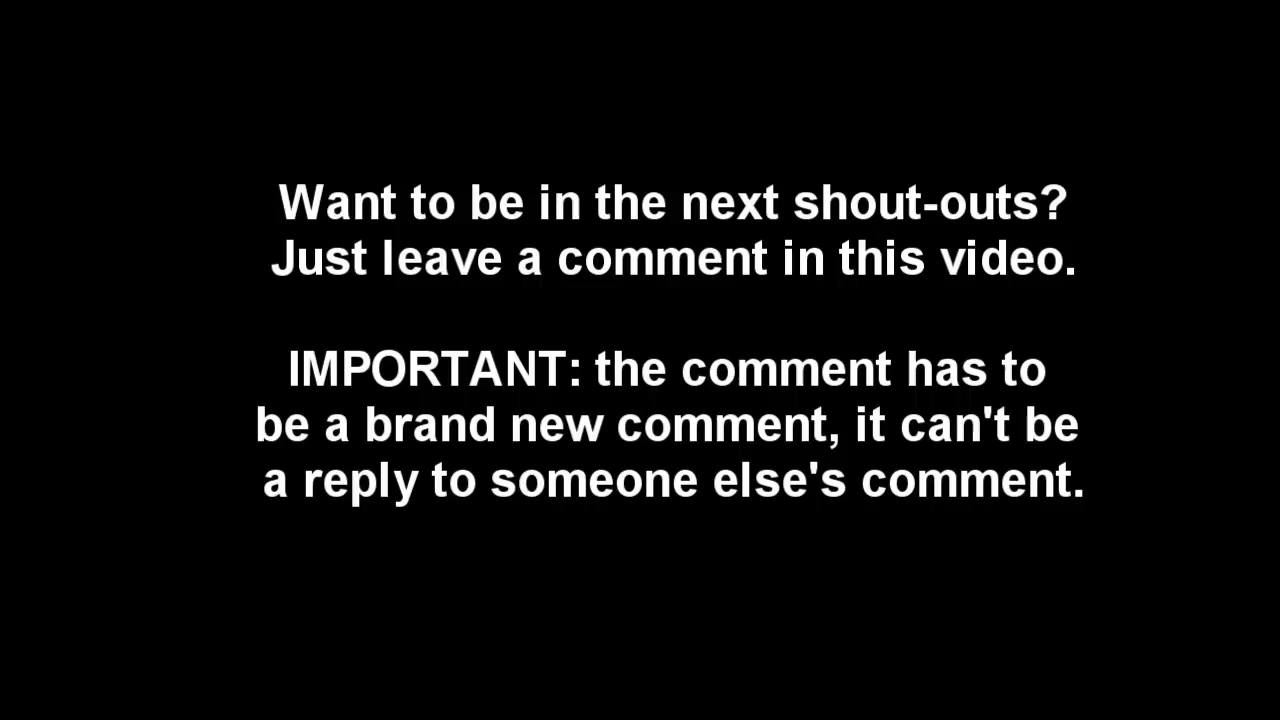 Want to be in the next shout-outs?
Just leave a comment in this video.
IMPORTANT: the comment has to
be a brand new comment, it can't be
a reply to someone else's comment.